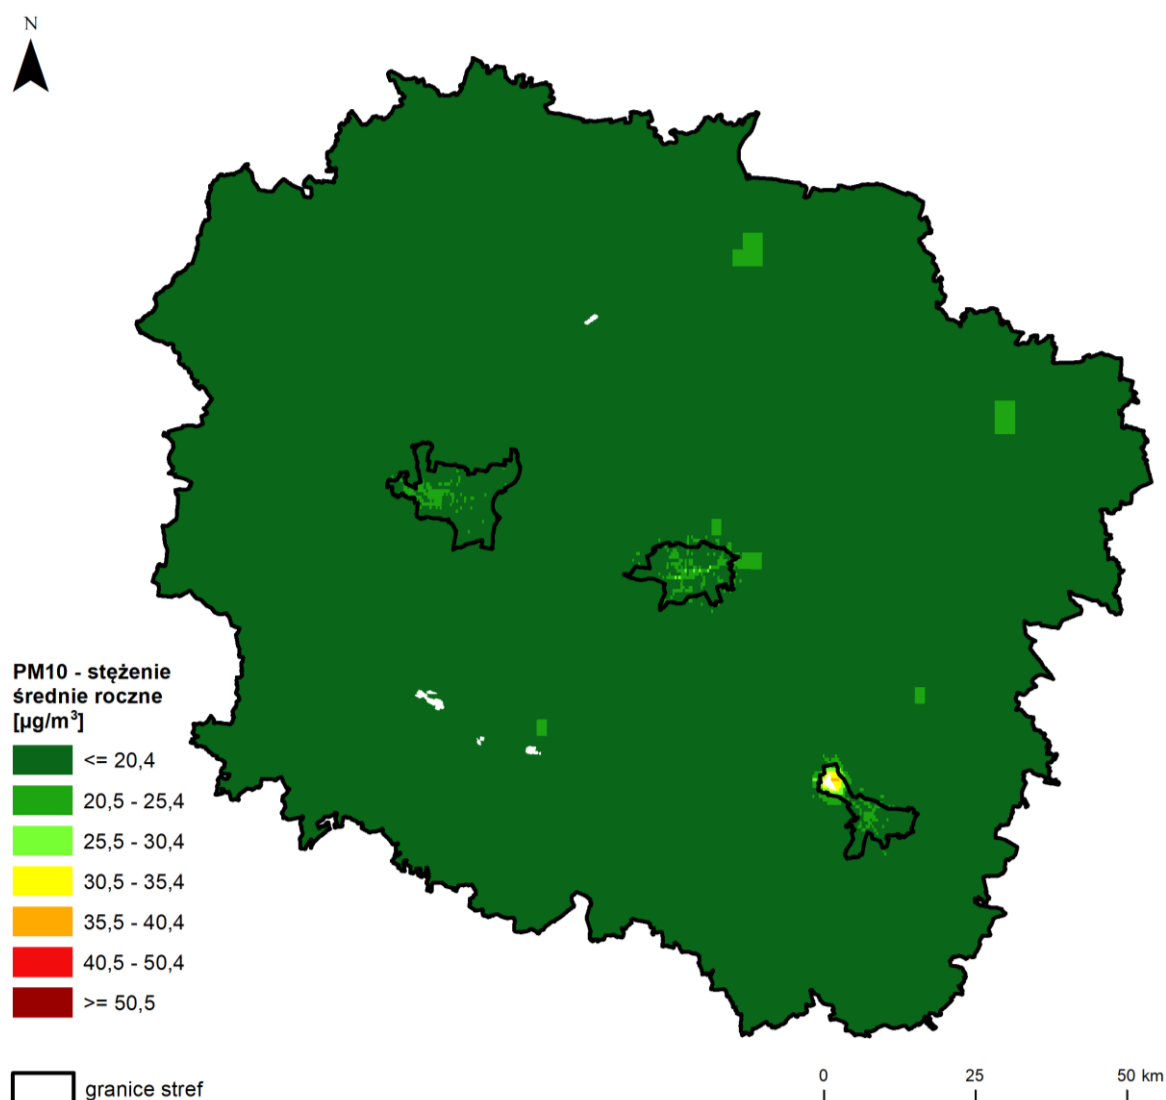 N
PM10 - stężenie
średnie roczne
[µg/m³]
<= 20,4
20,5 - 25,4
25,5 - 30,4
30,5 - 35,4
35,5 - 40,4
40,5 - 50,4
>= 50,5
granice stref
0 25 50 km